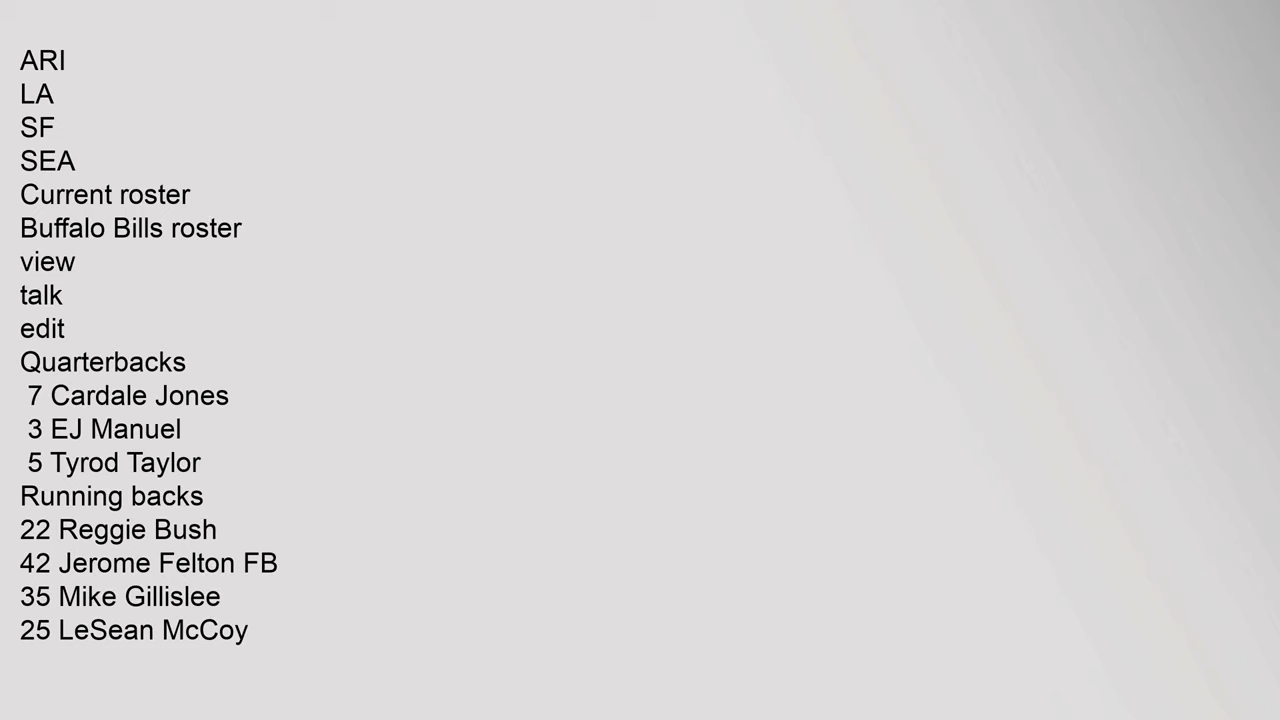 ARI
LA
SF
SEA
Current roster
Buffalo Bills roster
view
talk
edit
Quarterbacks
7 Cardale Jones
3 EJ Manuel
5 Tyrod Taylor
Running backs
22 Reggie Bush
42 Jerome Felton FB
35 Mike Gillislee
25 LeSean McCoy